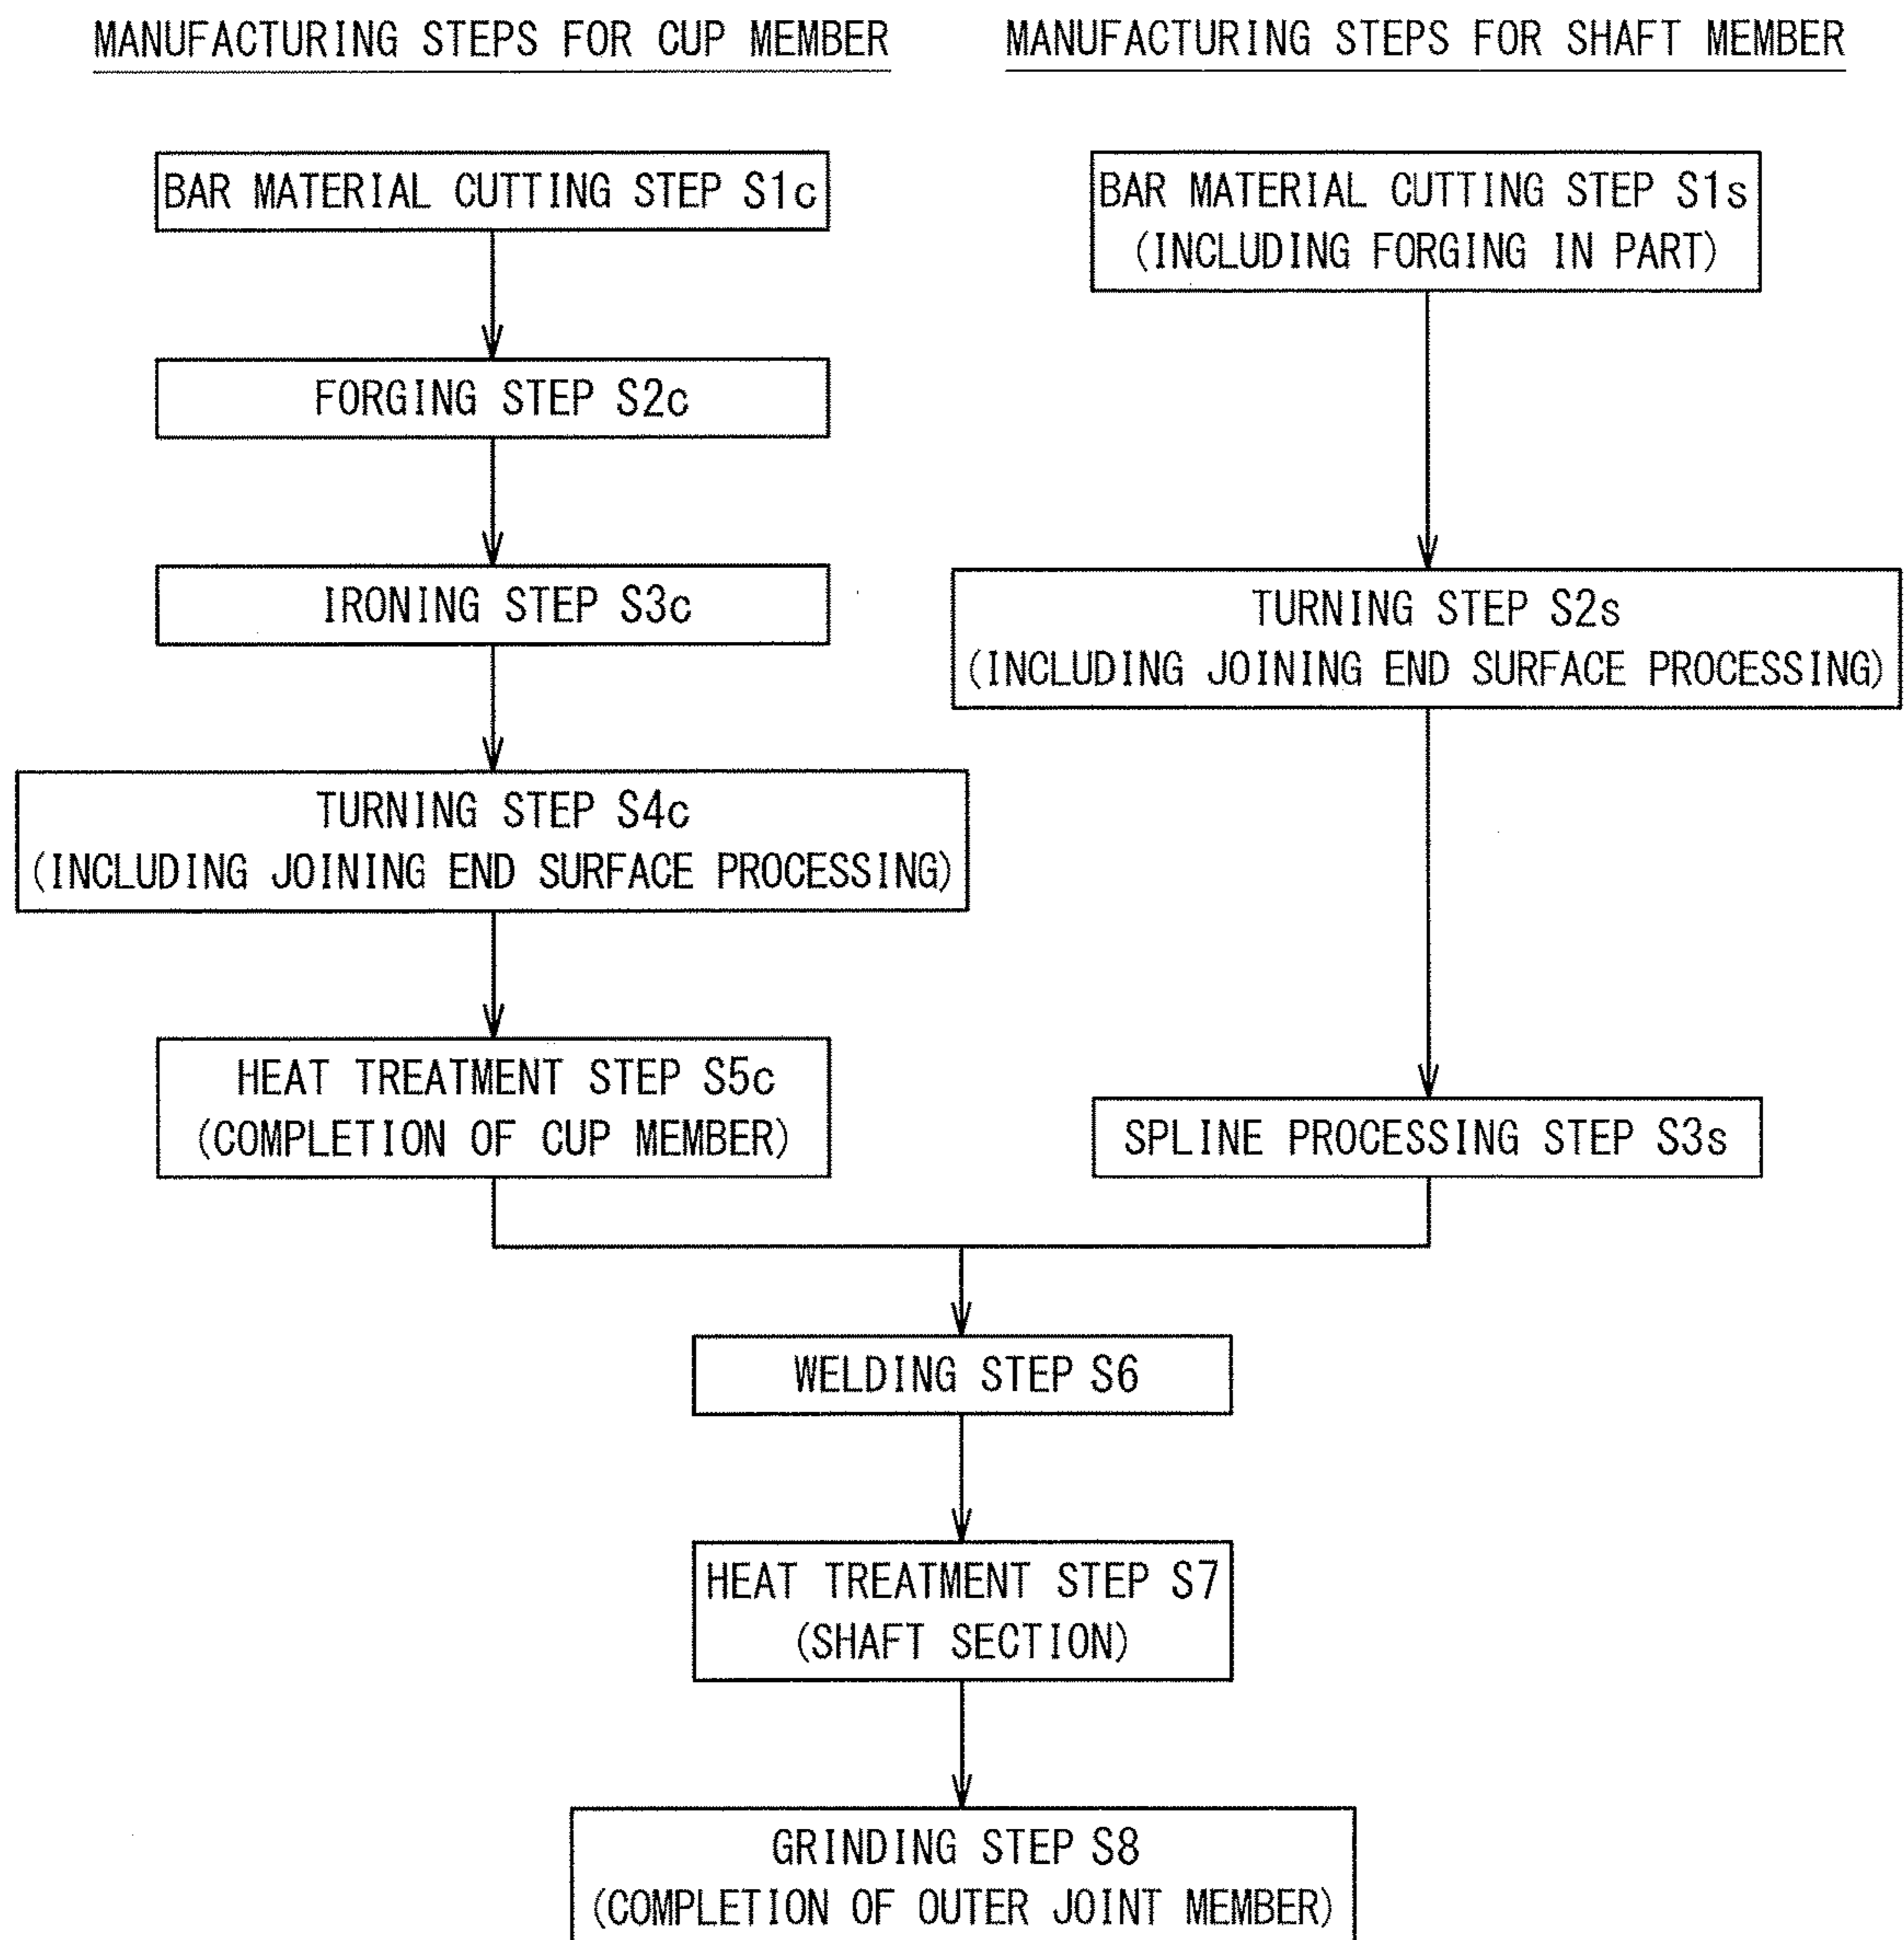 MANUFACTURING STEPS FOR CUP MEMBER
BAR MATERIAL CUTTING STEP S1c
FORGING STEP S2c
IRONING STEP S3c
TURNING STEP S4c
(INCLUDING JOINING END SURFACE PROCESSING)
HEAT TREATMENT STEP S5c
(COMPLETION OF CUP MEMBER)
MANUFACTURING STEPS FOR SHAFT MEMBER
BAR MATERIAL CUTTING STEP S1s
(INCLUDING FORGING IN PART)
TURNING STEP S2s
(INCLUDING JOINING END SURFACE PROCESSING)
SPLINE PROCESSING STEP S3s
WELDING STEP S6
HEAT TREATMENT STEP S7
(SHAFT SECTION)
GRINDING STEP S8
(COMPLETION OF OUTER JOINT MEMBER)